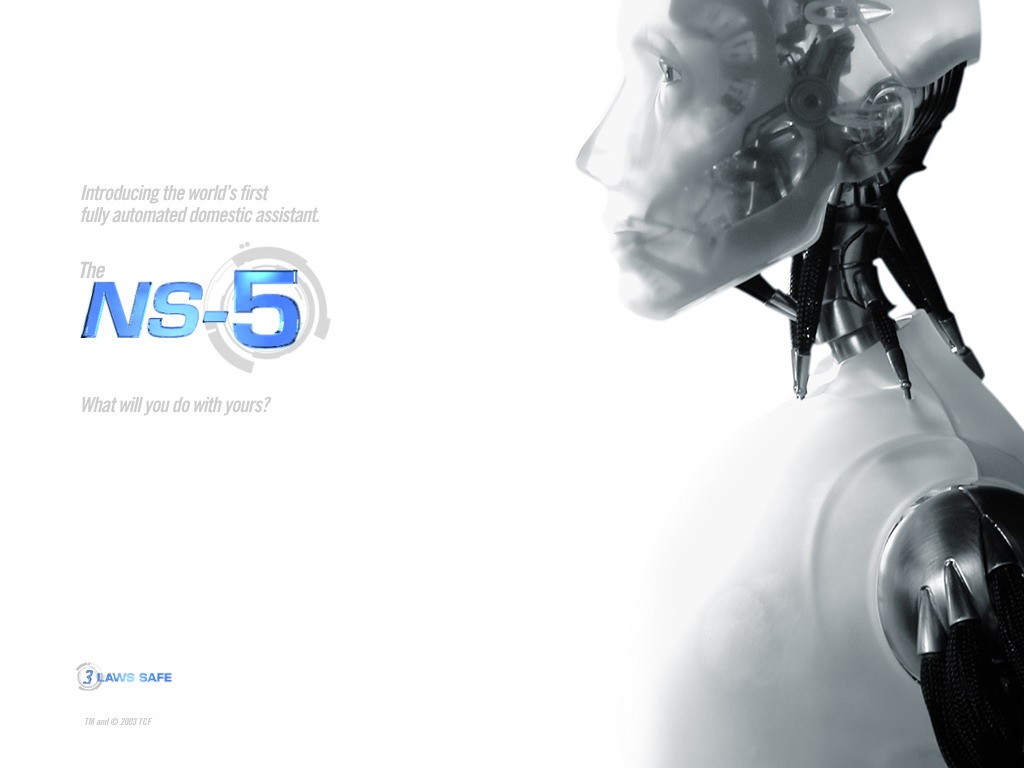 Introducing the world's first
fully automated domestic assistant.
The
NS-5
What will you do with yours?
3 LAWS SAFE
TM and © 2003 TCF